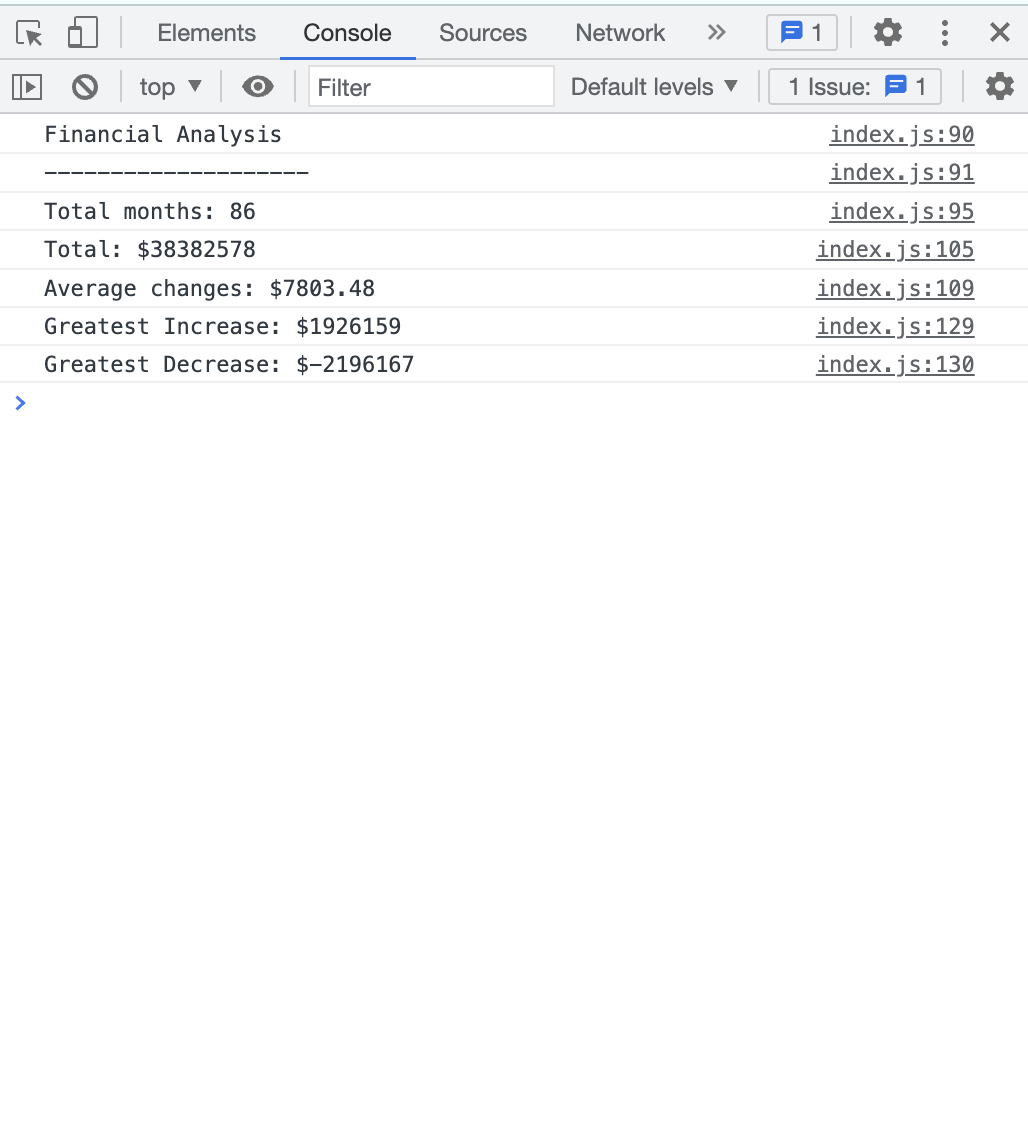 Elements Console Sources Network » 1
top ▼ Filter Default levels ▼ 1 Issue: 1
Financial Analysis index.js:90
-------------------- index.js:91
Total months: 86 index.js:95
Total: $38382578 index.js:105
Average changes: $7803.48 index.js:109
Greatest Increase: $1926159 index.js:129
Greatest Decrease: $-2196167 index.js:130